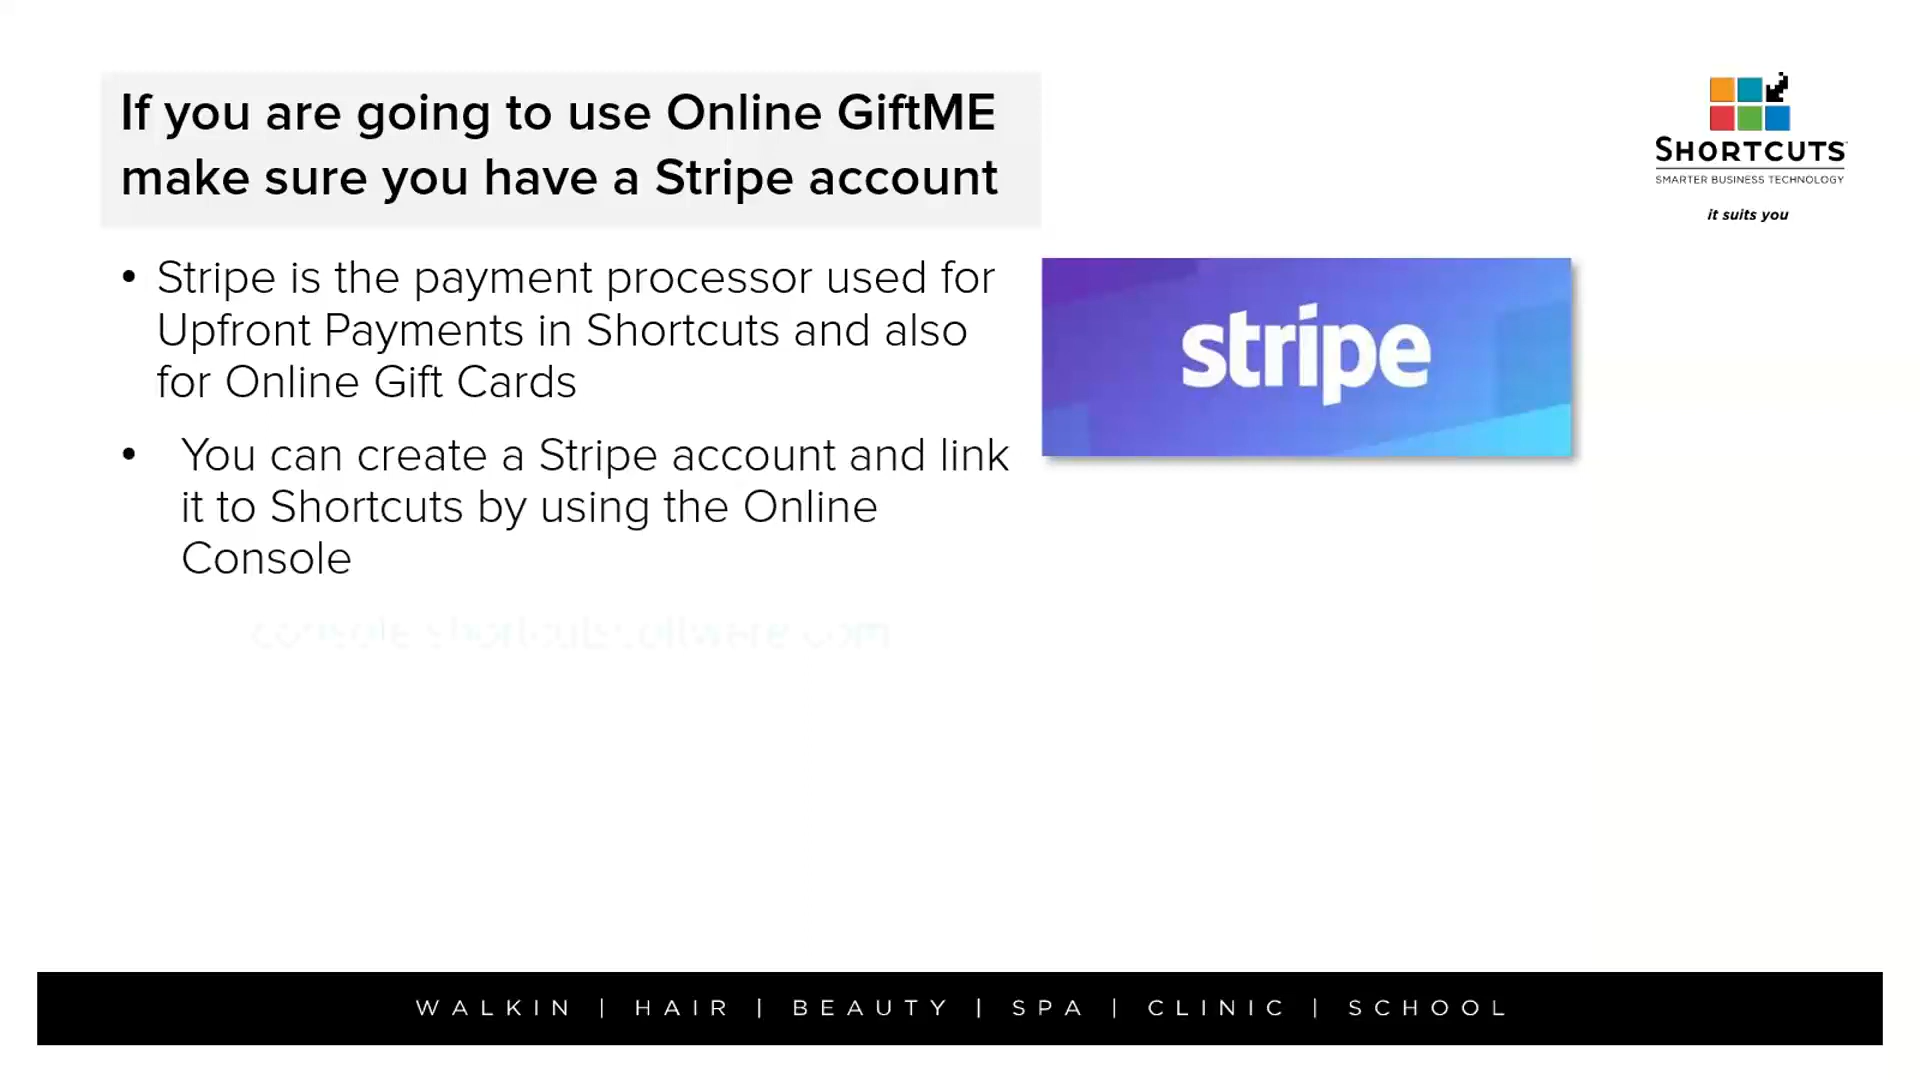 If you are going to use Online GiftME
make sure you have a Stripe account
SHORTCUTS
SMARTER BUSINESS TECHNOLOGY
it suits you
• Stripe is the payment processor used for
Upfront Payments in Shortcuts and also
for Online Gift Cards
stripe
• You can create a Stripe account and link
it to Shortcuts by using the Online
Console
WALKIN | HAIR | BEAUTY | SPA | CLINIC | SCHOOL